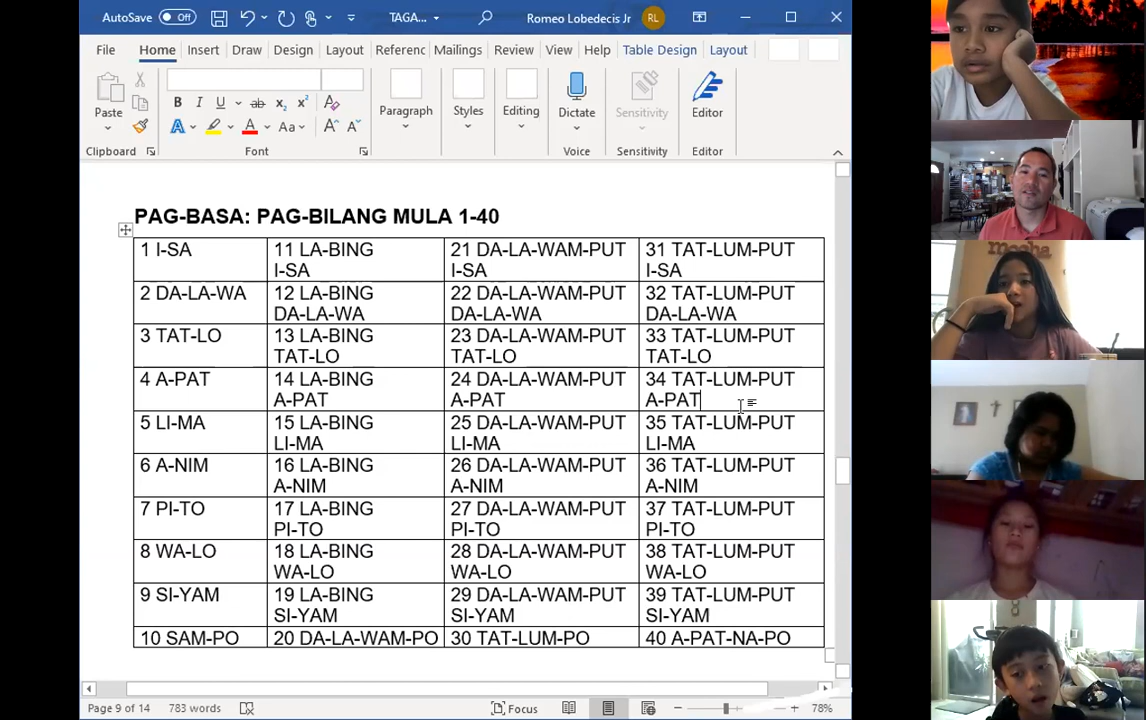 AutoSave Off TAGA... Romeo Lobedecis Jr RL
File Home Insert Draw Design Layout Referenc Mailings Review View Help Table Design Layout
Paste B I U ab x₂ x² A Aa A A Paragraph Styles Editing Dictate Sensitivity Editor
Clipboard Font Voice Sensitivity Editor
PAG-BASA: PAG-BILANG MULA 1-40
1 I-SA 11 LA-BING 21 DA-LA-WAM-PUT 31 TAT-LUM-PUT
I-SA I-SA I-SA
2 DA-LA-WA 12 LA-BING 22 DA-LA-WAM-PUT 32 TAT-LUM-PUT
DA-LA-WA DA-LA-WA DA-LA-WA
3 TAT-LO 13 LA-BING 23 DA-LA-WAM-PUT 33 TAT-LUM-PUT
TAT-LO TAT-LO TAT-LO
4 A-PAT 14 LA-BING 24 DA-LA-WAM-PUT 34 TAT-LUM-PUT
A-PAT A-PAT A-PAT
5 LI-MA 15 LA-BING 25 DA-LA-WAM-PUT 35 TAT-LUM-PUT
LI-MA LI-MA LI-MA
6 A-NIM 16 LA-BING 26 DA-LA-WAM-PUT 36 TAT-LUM-PUT
A-NIM A-NIM A-NIM
7 PI-TO 17 LA-BING 27 DA-LA-WAM-PUT 37 TAT-LUM-PUT
PI-TO PI-TO PI-TO
8 WA-LO 18 LA-BING 28 DA-LA-WAM-PUT 38 TAT-LUM-PUT
WA-LO WA-LO WA-LO
9 SI-YAM 19 LA-BING 29 DA-LA-WAM-PUT 39 TAT-LUM-PUT
SI-YAM SI-YAM SI-YAM
10 SAM-PO 20 DA-LA-WAM-PO 30 TAT-LUM-PO 40 A-PAT-NA-PO
Page 9 of 14 783 words Focus 78%